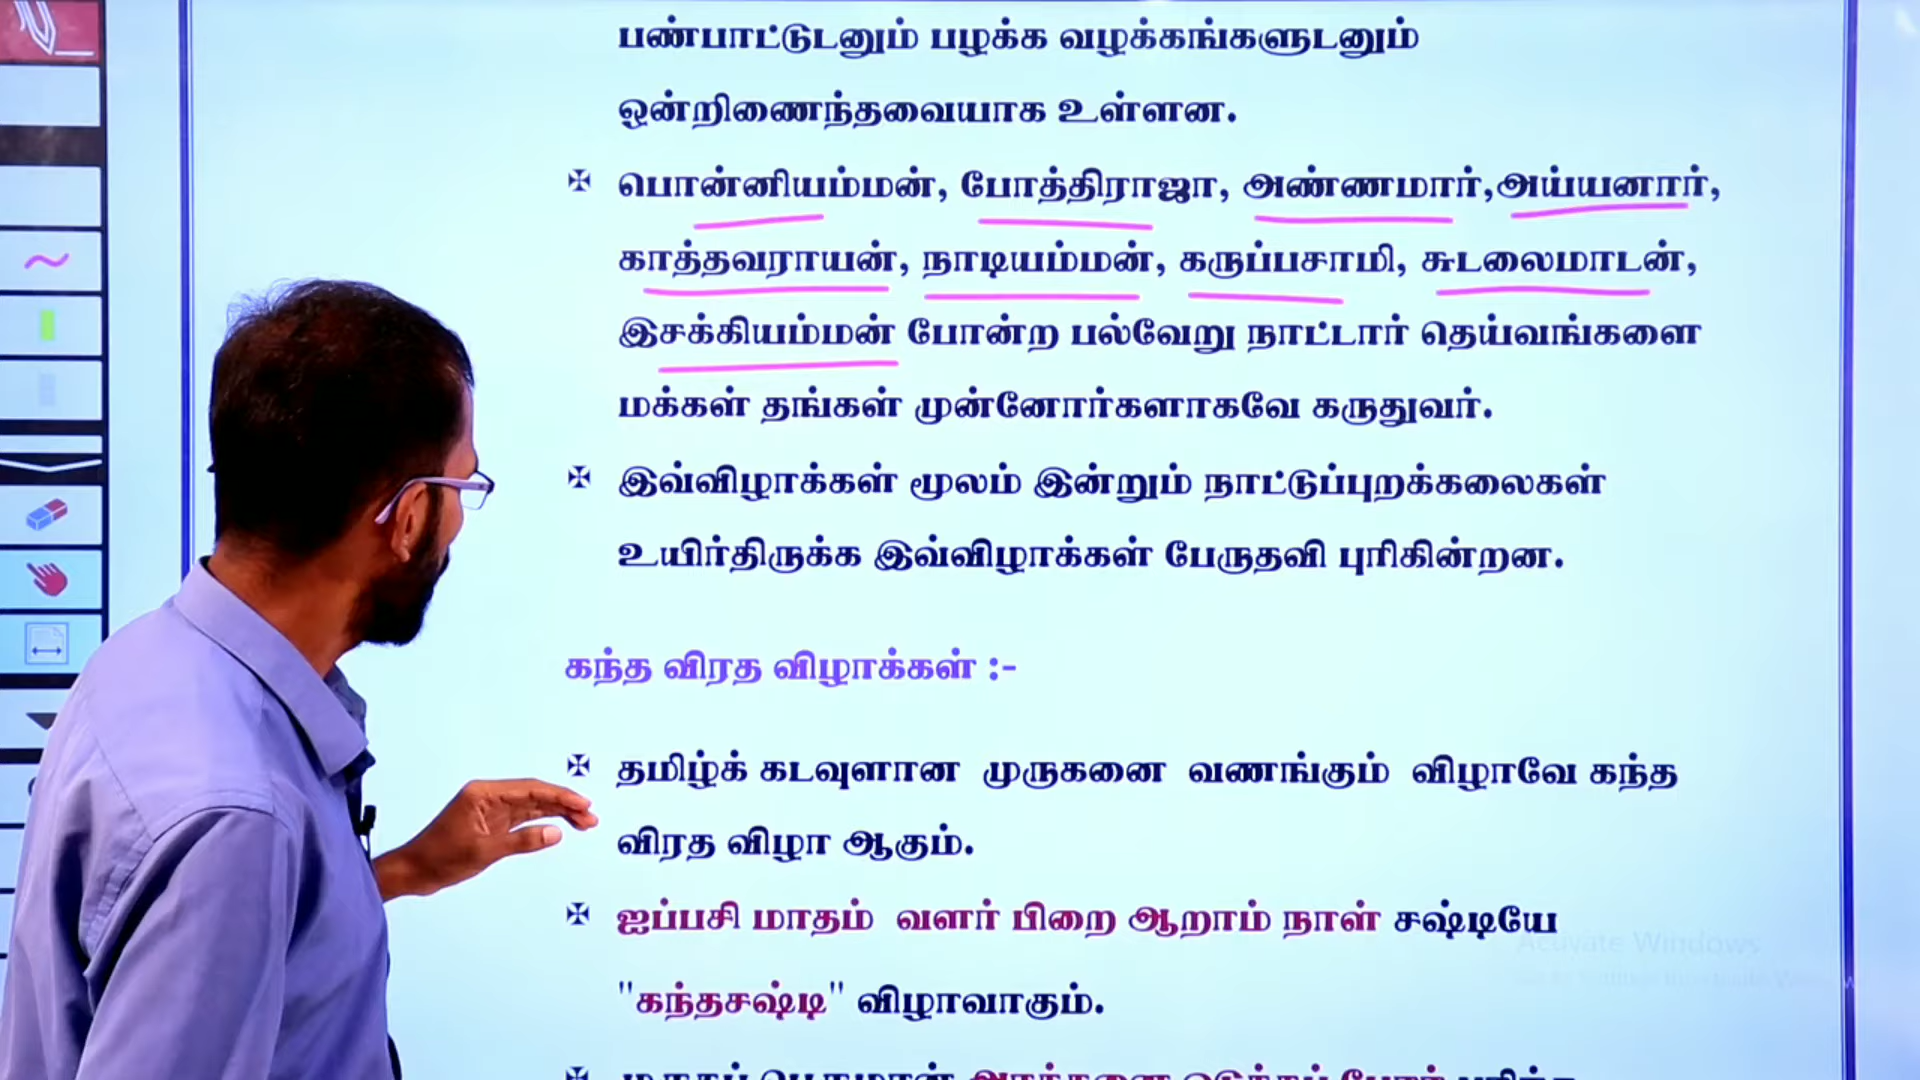 பண்பாட்டுடனும் பழக்க வழக்கங்களுடனும்
ஒன்றிணைந்தவையாக உள்ளன.
✠ பொன்னியம்மன், போத்திராஜா, அண்ணமார்,அய்யனார்,
காத்தவராயன், நாடியம்மன், கருப்பசாமி, சுடலைமாடன்,
இசக்கியம்மன் போன்ற பல்வேறு நாட்டார் தெய்வங்களை
மக்கள் தங்கள் முன்னோர்களாகவே கருதுவர்.
✠ இவ்விழாக்கள் மூலம் இன்றும் நாட்டுப்புறக்கலைகள்
உயிர்திருக்க இவ்விழாக்கள் பேருதவி புரிகின்றன.
கந்த விரத விழாக்கள் :-
✠ தமிழ்க் கடவுளான முருகனை வணங்கும் விழாவே கந்த
விரத விழா ஆகும்.
✠ ஐப்பசி மாதம் வளர் பிறை ஆறாம் நாள் சஷ்டியே
"கந்தசஷ்டி" விழாவாகும்.
Activate Windows